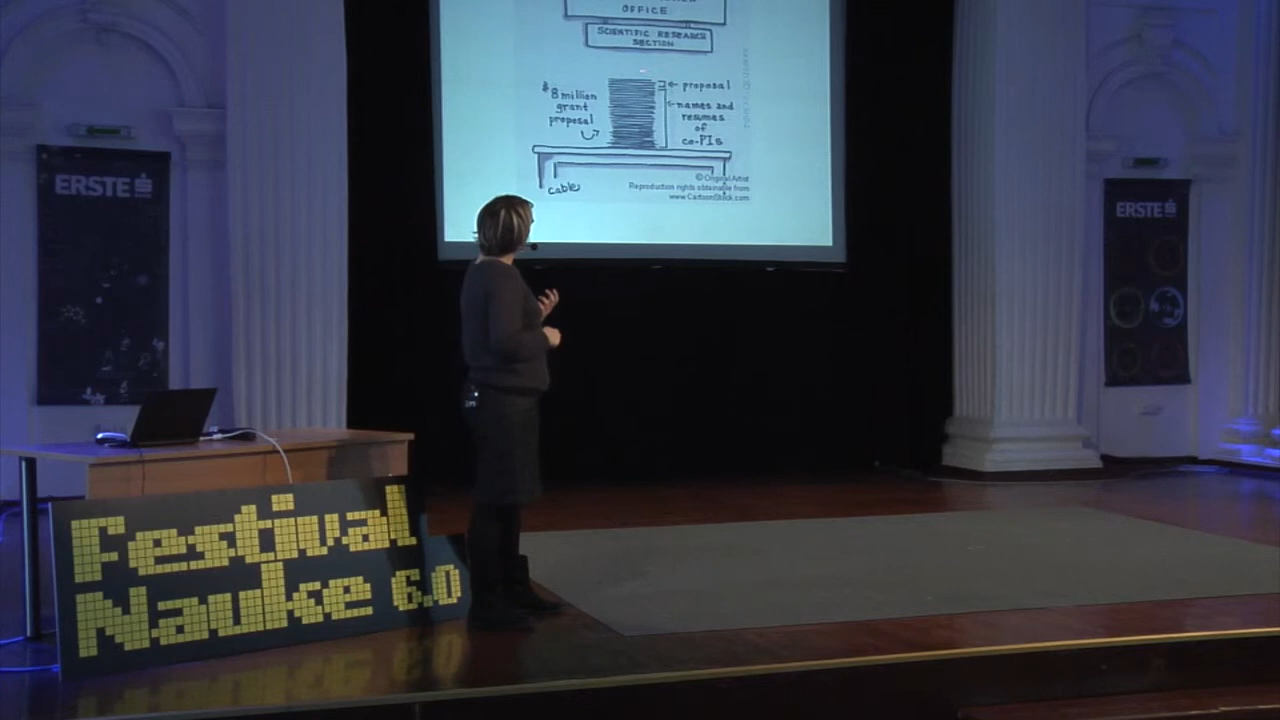 OFFICE
SCIENTIFIC RESEARCH
SECTION
$8 million
grant
proposal
proposal
names and
resumes
of
co-PIs
cable
© Original Artist
Reproduction rights obtainable from
www.CartoonStock.com
ERSTE
ERSTE
Festival
Nauke 6.0